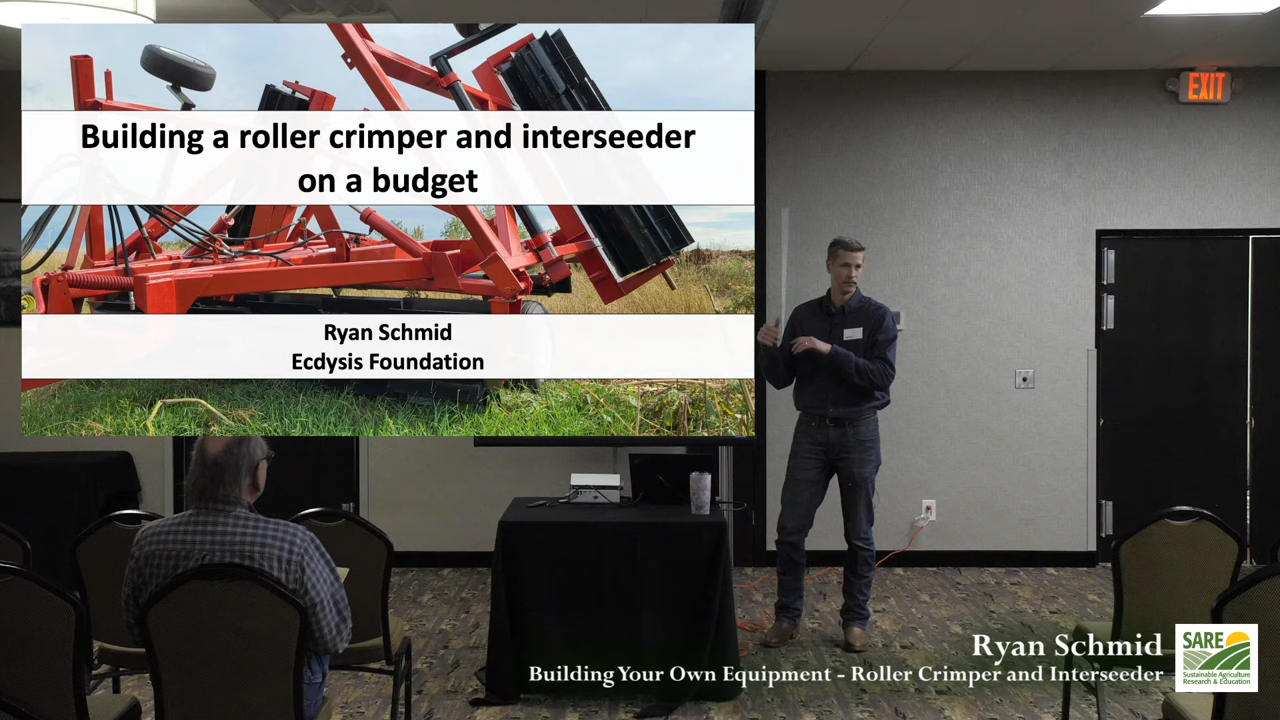 Building a roller crimper and interseeder
on a budget
Ryan Schmid
Ecdysis Foundation
EXIT
Ryan Schmid
Building Your Own Equipment - Roller Crimper and Interseeder
SARE
Sustainable Agriculture
Research & Education